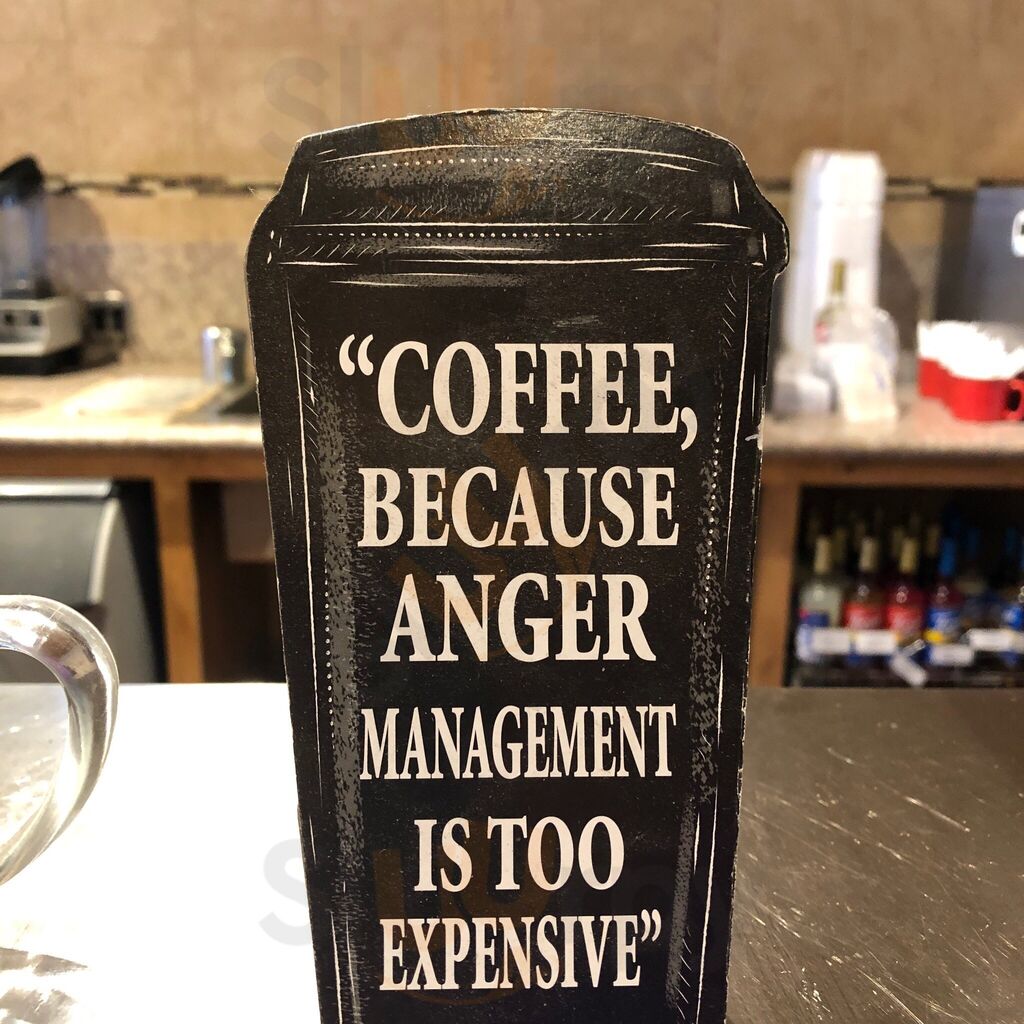 “COFFEE,
BECAUSE
ANGER
MANAGEMENT
IS TOO
EXPENSIVE”